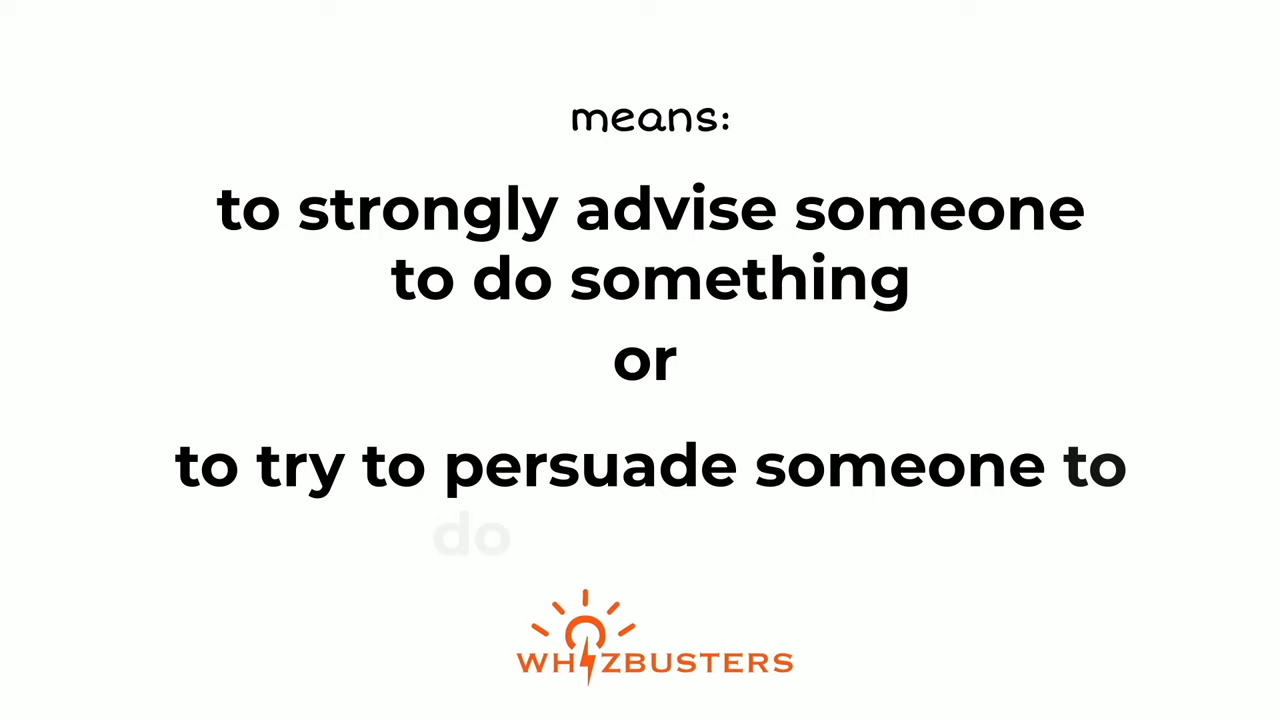 means:
to strongly advise someone
to do something
or
to try to persuade someone to
do
WHIZBUSTERS